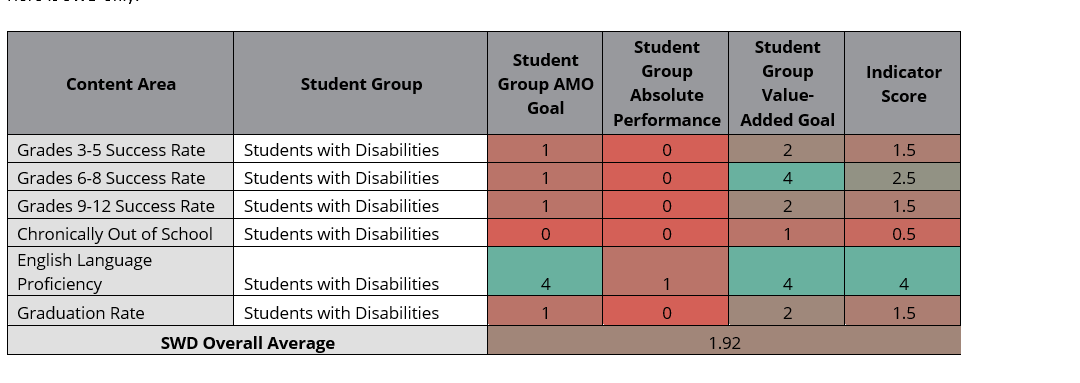 Here is SWD only:
Content Area Student Group Student Group AMO Goal Student Group Absolute Performance Student Group Value-Added Goal Indicator Score
Grades 3-5 Success Rate Students with Disabilities 1 0 2 1.5
Grades 6-8 Success Rate Students with Disabilities 1 0 4 2.5
Grades 9-12 Success Rate Students with Disabilities 1 0 2 1.5
Chronically Out of School Students with Disabilities 0 0 1 0.5
English Language
Proficiency Students with Disabilities 4 1 4 4
Graduation Rate Students with Disabilities 1 0 2 1.5
SWD Overall Average 1.92